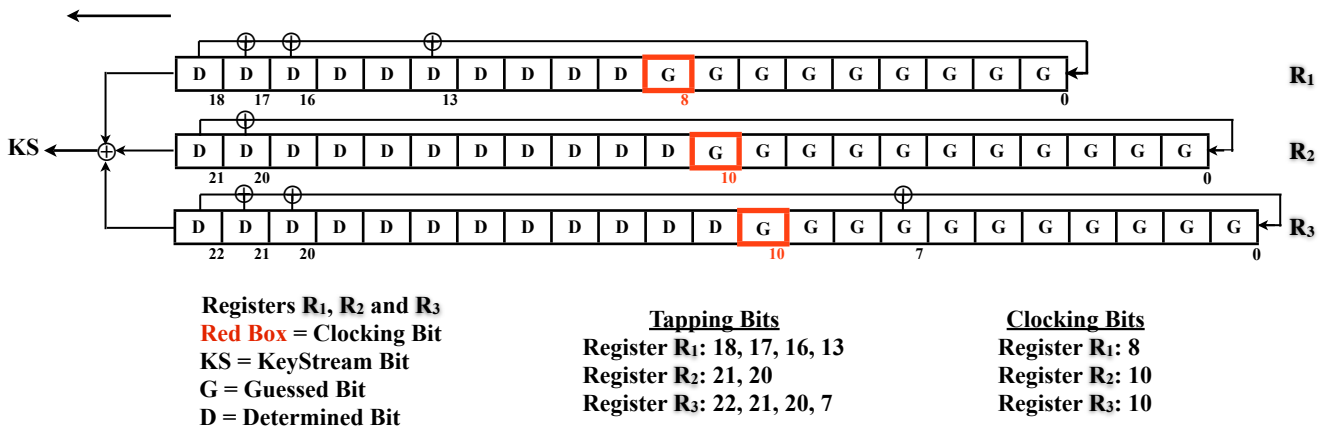 D D D D D D D D D D G G G G G G G G G R1
18 17 16 13 8 0
KS D D D D D D D D D D D G G G G G G G G G G G R2
21 20 10 0
D D D D D D D D D D D D G G G G G G G G G G G R3
22 21 20 10 7 0
Registers R1, R2 and R3
Red Box = Clocking Bit
KS = KeyStream Bit
G = Guessed Bit
D = Determined Bit
Tapping Bits
Register R1: 18, 17, 16, 13
Register R2: 21, 20
Register R3: 22, 21, 20, 7
Clocking Bits
Register R1: 8
Register R2: 10
Register R3: 10